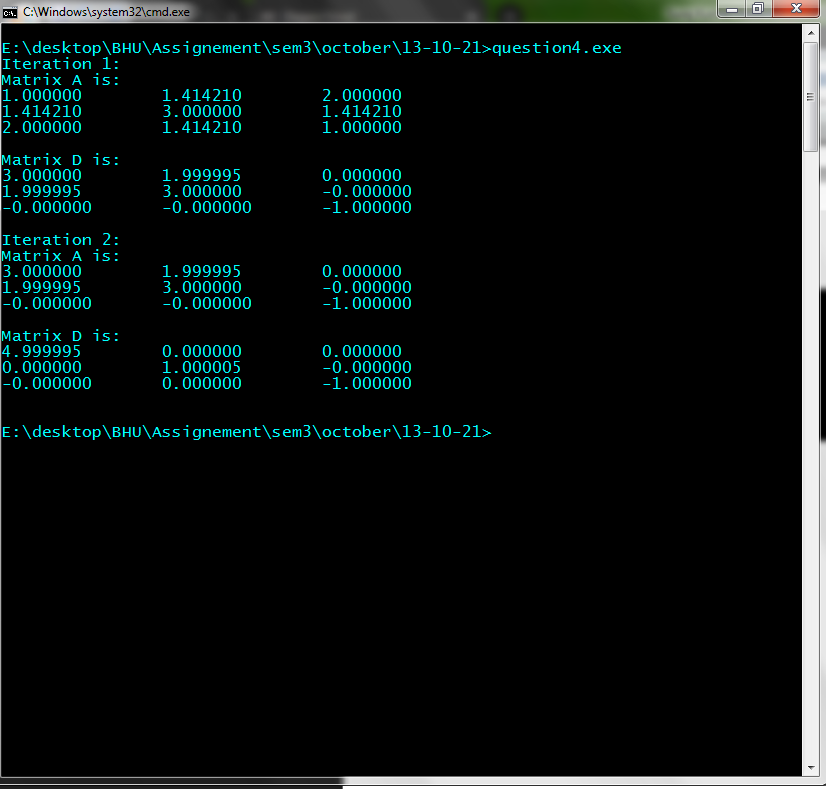 C:\Windows\system32\cmd.exe
E:\desktop\BHU\Assignement\sem3\october\13-10-21>question4.exe
Iteration 1:
Matrix A is:
1.000000 1.414210 2.000000
1.414210 3.000000 1.414210
2.000000 1.414210 1.000000
Matrix D is:
3.000000 1.999995 0.000000
1.999995 3.000000 -0.000000
-0.000000 -0.000000 -1.000000
Iteration 2:
Matrix A is:
3.000000 1.999995 0.000000
1.999995 3.000000 -0.000000
-0.000000 -0.000000 -1.000000
Matrix D is:
4.999995 0.000000 0.000000
0.000000 1.000005 -0.000000
-0.000000 0.000000 -1.000000
E:\desktop\BHU\Assignement\sem3\october\13-10-21>